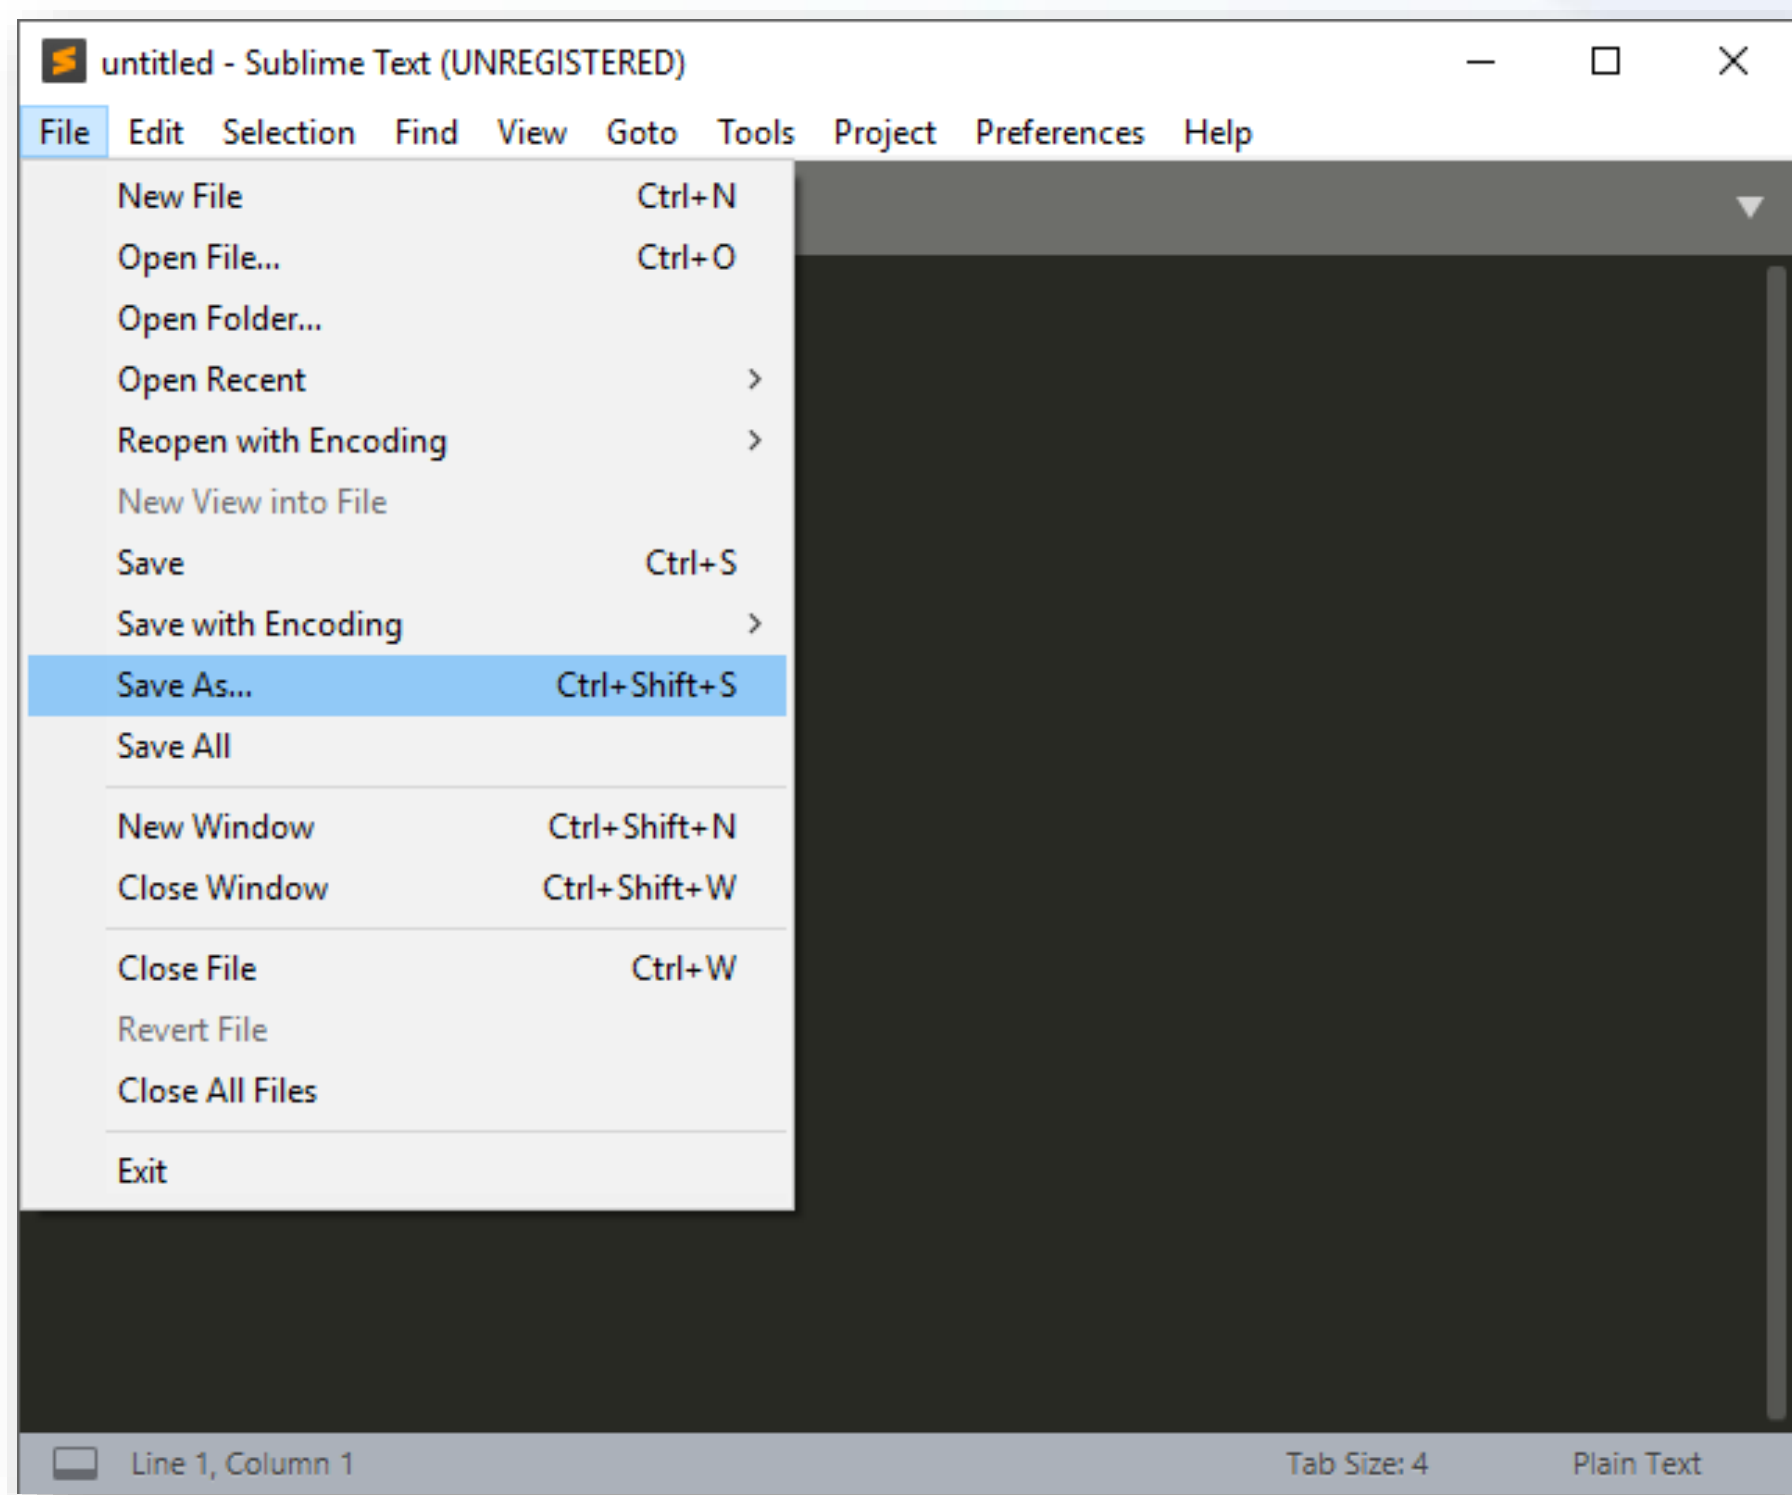 untitled - Sublime Text (UNREGISTERED)
File Edit Selection Find View Goto Tools Project Preferences Help
New File Ctrl+N
Open File... Ctrl+O
Open Folder...
Open Recent
Reopen with Encoding
New View into File
Save Ctrl+S
Save with Encoding
Save As... Ctrl+Shift+S
Save All
New Window Ctrl+Shift+N
Close Window Ctrl+Shift+W
Close File Ctrl+W
Revert File
Close All Files
Exit
Line 1, Column 1 Tab Size: 4 Plain Text